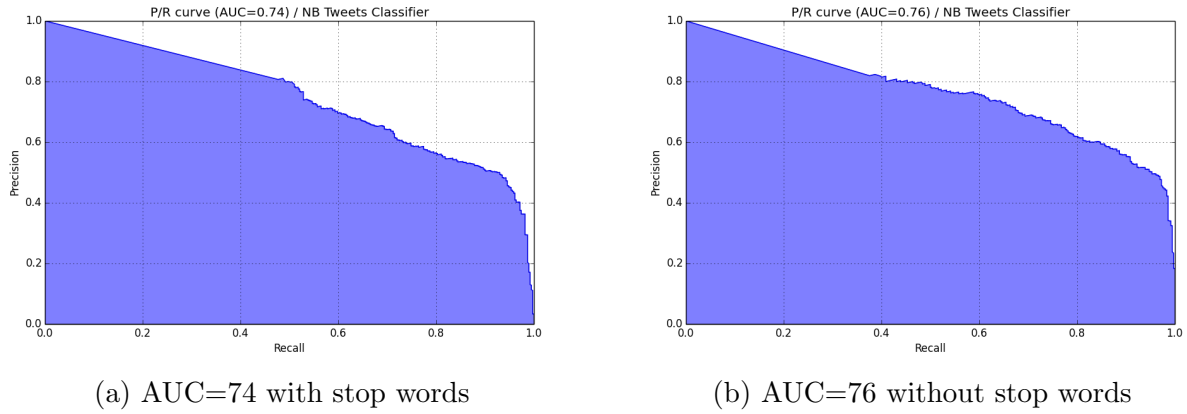 P/R curve (AUC=0.74) / NB Tweets Classifier
1.0
0.8
0.6
0.4
0.2
0.0
Precision
0.0 0.2 0.4 0.6 0.8 1.0
Recall
(a) AUC=74 with stop words
P/R curve (AUC=0.76) / NB Tweets Classifier
1.0
0.8
0.6
0.4
0.2
0.0
Precision
0.0 0.2 0.4 0.6 0.8 1.0
Recall
(b) AUC=76 without stop words